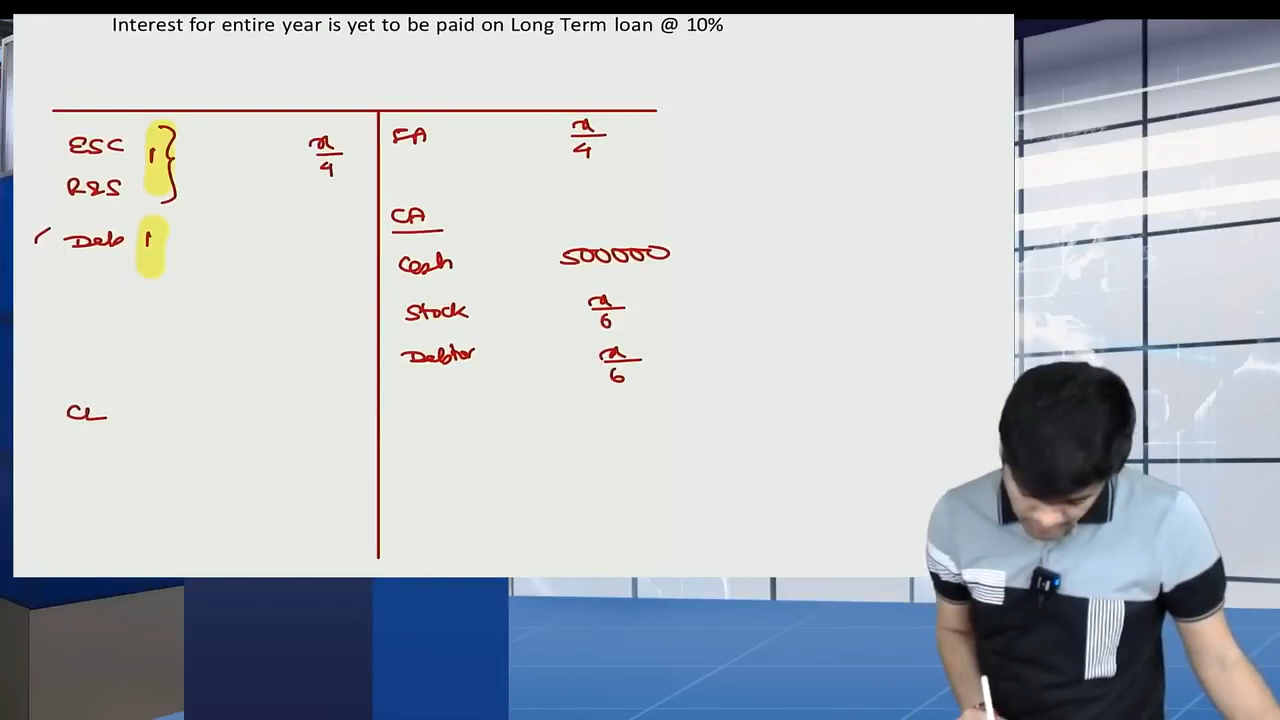 Interest for entire year is yet to be paid on Long Term loan @ 10%
ESC 1 } x/4
R&S
Deb 1
CL
FA x/4
CA
Cash 500000
Stock x/6
Debtor x/6